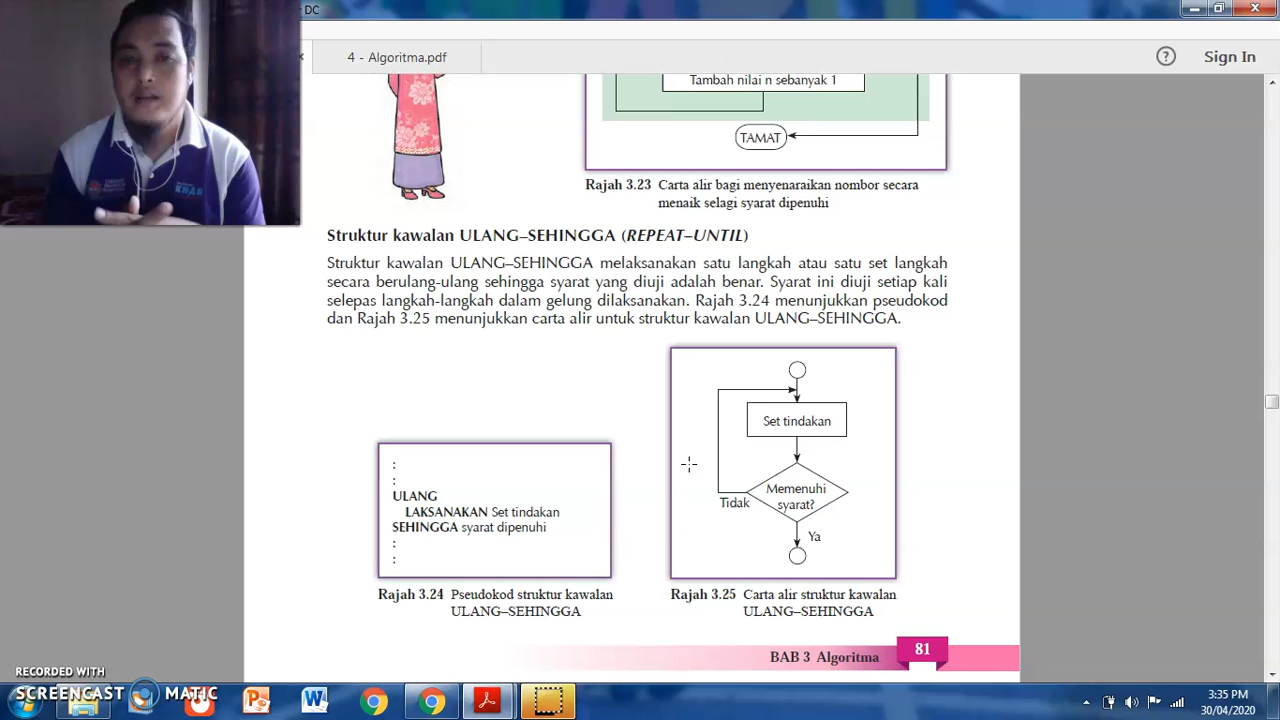 DC
4 - Algoritma.pdf
Sign In
Tambah nilai n sebanyak 1
TAMAT
Rajah 3.23 Carta alir bagi menyenaraikan nombor secara
menaik selagi syarat dipenuhi
Struktur kawalan ULANG–SEHINGGA (REPEAT–UNTIL)
Struktur kawalan ULANG–SEHINGGA melaksanakan satu langkah atau satu set langkah
secara berulang-ulang sehingga syarat yang diuji adalah benar. Syarat ini diuji setiap kali
selepas langkah-langkah dalam gelung dilaksanakan. Rajah 3.24 menunjukkan pseudokod
dan Rajah 3.25 menunjukkan carta alir untuk struktur kawalan ULANG–SEHINGGA.
:
:
ULANG
LAKSANAKAN Set tindakan
SEHINGGA syarat dipenuhi
:
:
Rajah 3.24 Pseudokod struktur kawalan
ULANG–SEHINGGA
Set tindakan
Memenuhi
syarat?
Tidak
Ya
Rajah 3.25 Carta alir struktur kawalan
ULANG–SEHINGGA
BAB 3 Algoritma
81
RECORDED WITH
SCREENCAST MATIC
3:35 PM
30/04/2020